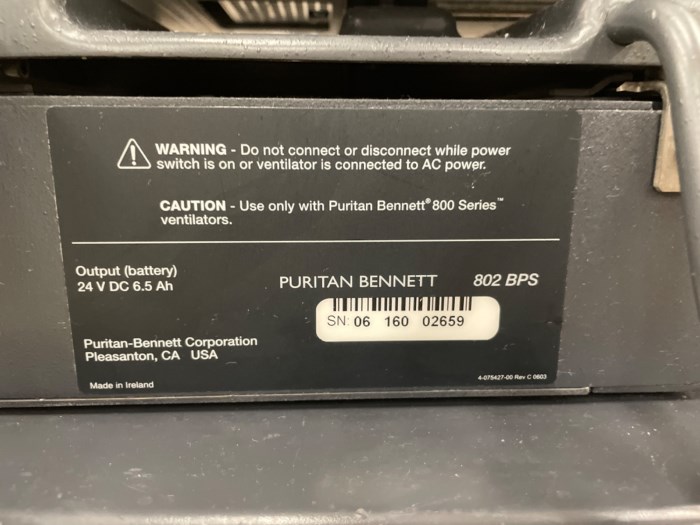 WARNING - Do not connect or disconnect while power
switch is on or ventilator is connected to AC power.
CAUTION - Use only with Puritan Bennett® 800 Series™
ventilators.
Output (battery)
24 V DC 6.5 Ah
PURITAN BENNETT 802 BPS
SN: 06 160 02659
Puritan-Bennett Corporation
Pleasanton, CA USA
Made in Ireland
4-075427-00 Rev C 0603